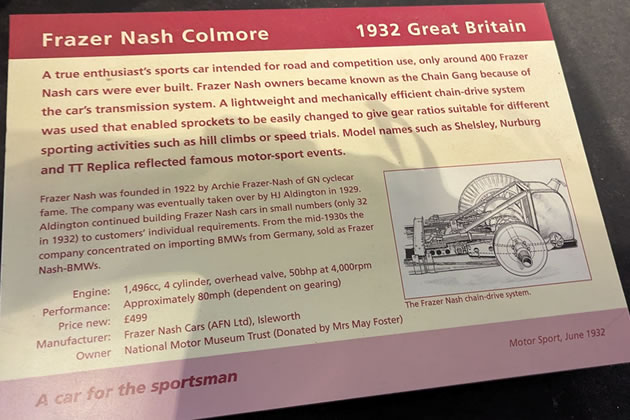 Frazer Nash Colmore
1932 Great Britain
A true enthusiast's sports car intended for road and competition use, only around 400 Frazer
Nash cars were ever built. Frazer Nash owners became known as the Chain Gang because of
the car's transmission system. A lightweight and mechanically efficient chain-drive system
was used that enabled sprockets to be easily changed to give gear ratios suitable for different
sporting activities such as hill climbs or speed trials. Model names such as Shelsley, Nurburg
and TT Replica reflected famous motor-sport events.
Frazer Nash was founded in 1922 by Archie Frazer-Nash of GN cyclecar
fame. The company was eventually taken over by HJ Aldington in 1929.
Aldington continued building Frazer Nash cars in small numbers (only 32
in 1932) to customers' individual requirements. From the mid-1930s the
company concentrated on importing BMWs from Germany, sold as Frazer
Nash-BMWs.
Engine: 1,496cc, 4 cylinder, overhead valve, 50bhp at 4,000rpm
Performance: Approximately 80mph (dependent on gearing)
Price new: £499
Manufacturer: Frazer Nash Cars (AFN Ltd), Isleworth
Owner National Motor Museum Trust (Donated by Mrs May Foster)
The Frazer Nash chain-drive system.
A car for the sportsman
Motor Sport, June 1932